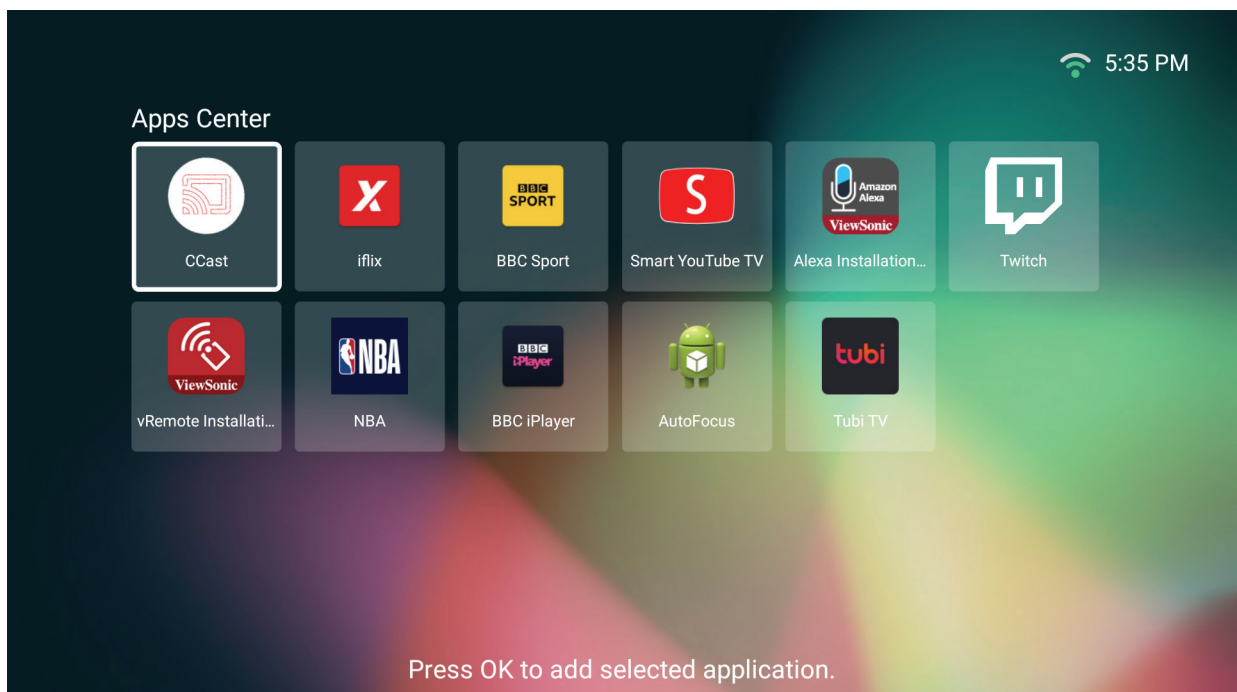 5:35 PM
Apps Center
X
BBC
SPORT
S
Amazon
Alexa
ViewSonic
CCast
iflix
BBC Sport
Smart YouTube TV
Alexa Installation...
Twitch
ViewSonic
NBA
BBC
iPlayer
tubi
vRemote Installati...
NBA
BBC iPlayer
AutoFocus
Tubi TV
Press OK to add selected application.